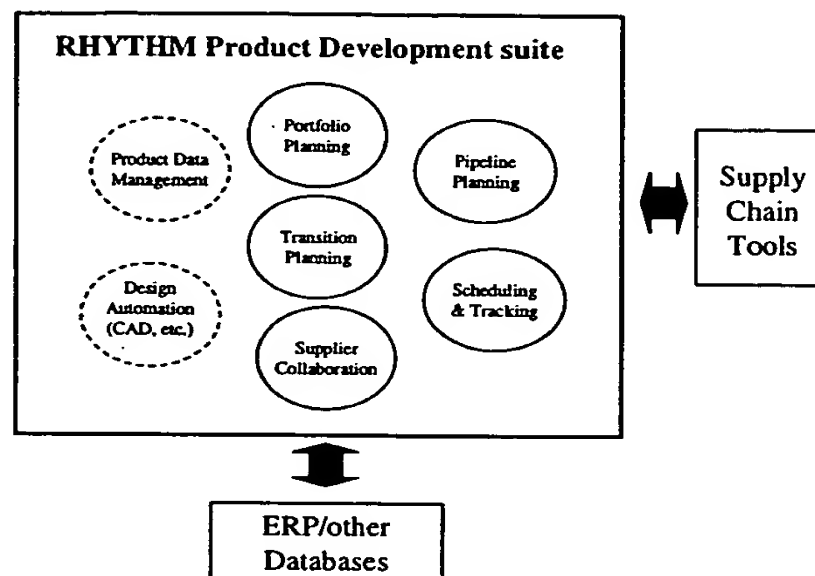 RHYTHM Product Development suite
Portfolio
Planning
Product Data
Management
Pipeline
Planning
Transition
Planning
Design
Automation
(CAD, etc.)
Scheduling
& Tracking
Supplier
Collaboration
Supply
Chain
Tools
ERP/other
Databases